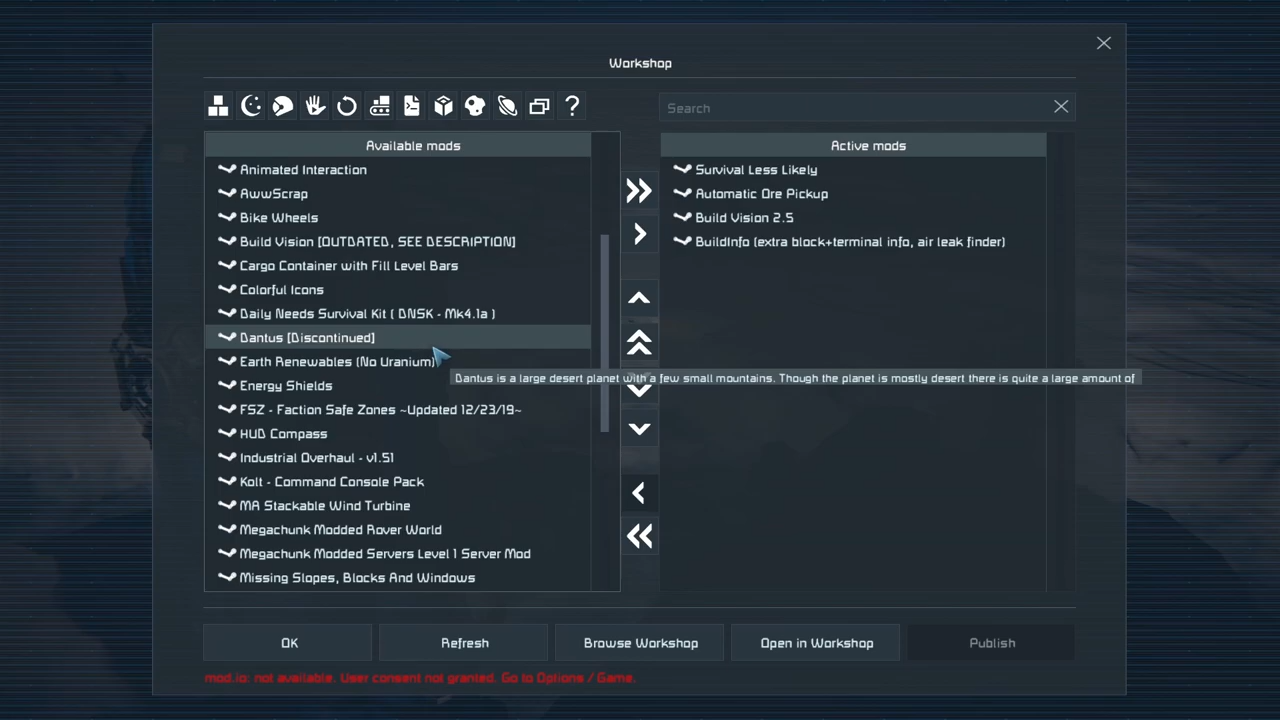 Workshop
Search
Available mods
Animated Interaction
AwwScrap
Bike Wheels
Build Vision [OUTDATED, SEE DESCRIPTION]
Cargo Container with Fill Level Bars
Colorful Icons
Daily Needs Survival Kit ( DNSK - Mk4.1a )
Dantus [Discontinued]
Earth Renewables (No Uranium)
Energy Shields
FSZ - Faction Safe Zones ~Updated 12/23/19~
HUD Compass
Industrial Overhaul - v1.51
Kolt - Command Console Pack
MA Stackable Wind Turbine
Megachunk Modded Rover World
Megachunk Modded Servers Level 1 Server Mod
Missing Slopes, Blocks And Windows
Active mods
Survival Less Likely
Automatic Ore Pickup
Build Vision 2.5
BuildInfo (extra block+terminal info, air leak finder)
Dantus is a large desert planet with a few small mountains. Though the planet is mostly desert there is quite a large amount of
OK
Refresh
Browse Workshop
Open in Workshop
Publish
mod.io: not available. User consent not granted. Go to Options / Game.